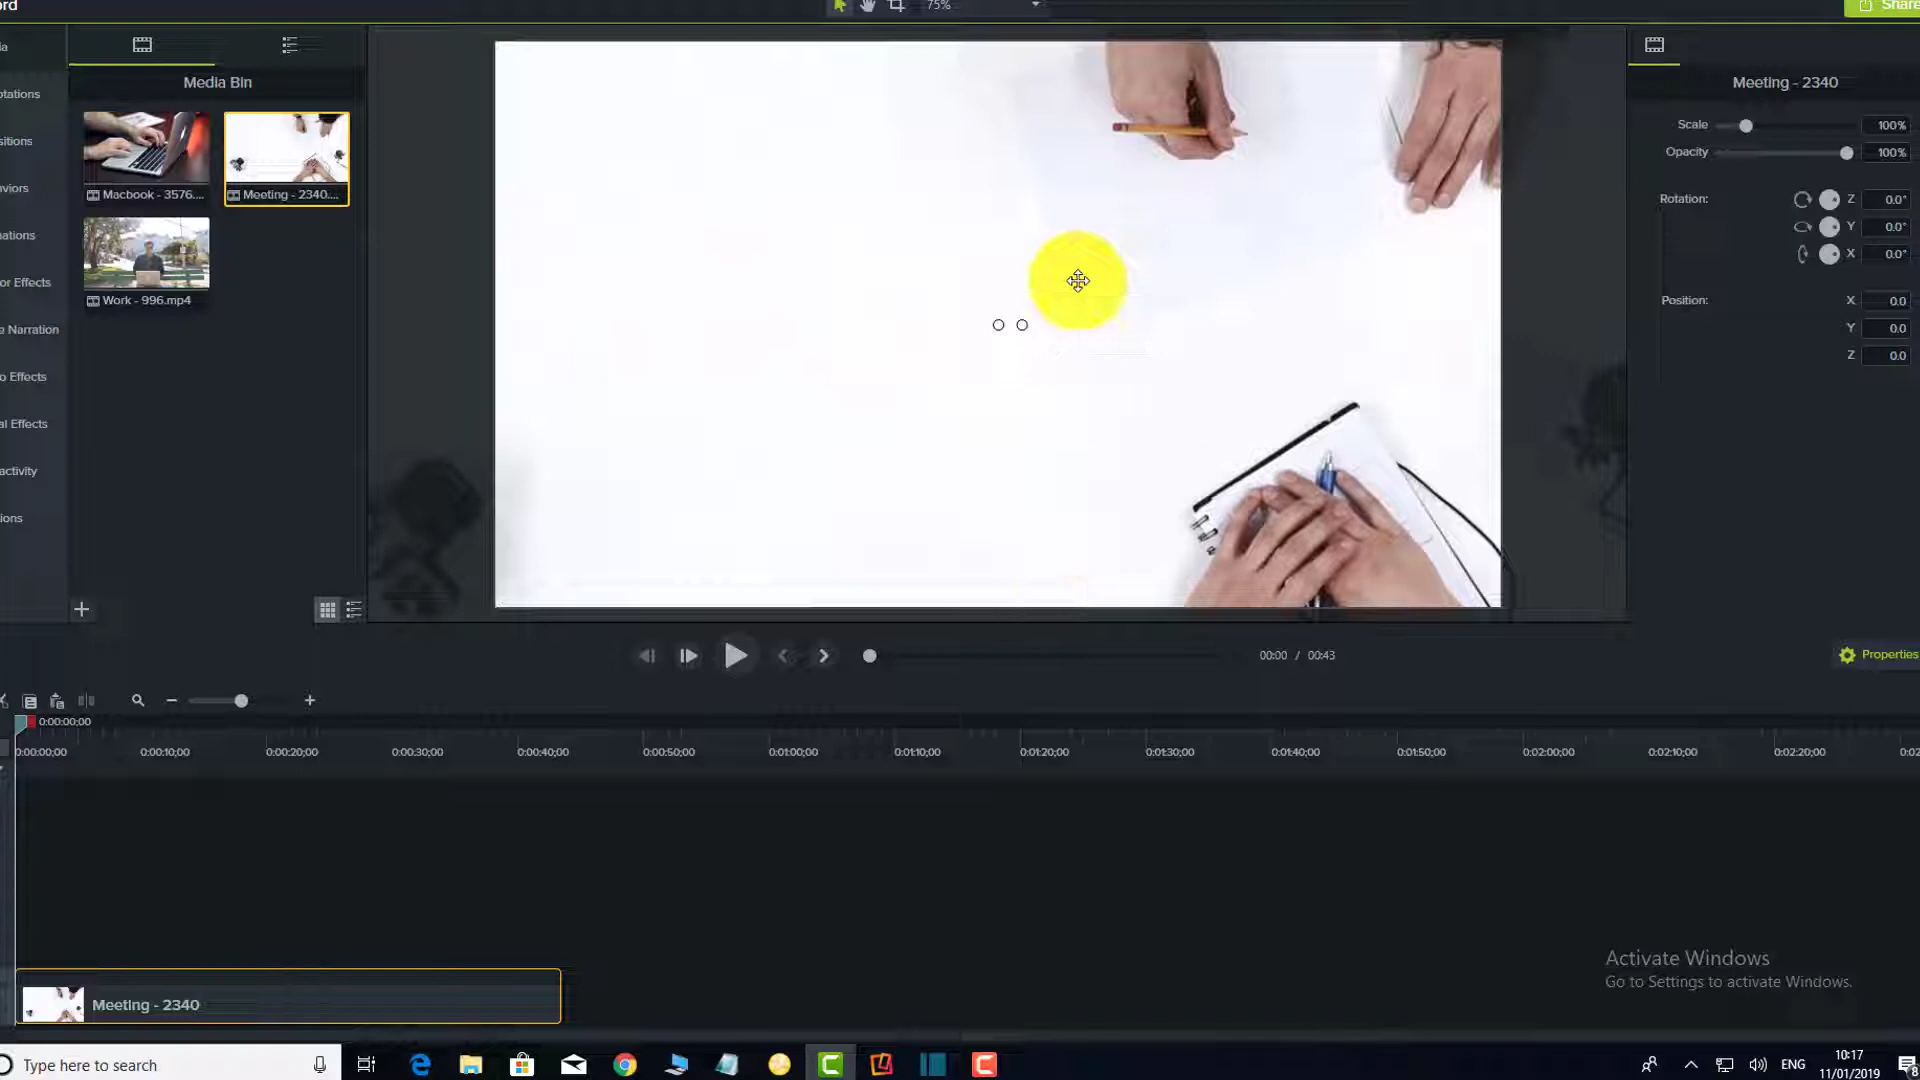 ord
75%
Share
Media Bin
Meeting - 2340
Scale 100%
Opacity 100%
Rotation: Z 0.0°
Y 0.0°
X 0.0°
Position: X 0.0
Y 0.0
Z 0.0
Macbook - 3576....
Meeting - 2340....
Work - 996.mp4
ia
otations
sitions
aviors
nations
or Effects
e Narration
o Effects
al Effects
activity
ions
00:00 / 00:43
Properties
0:00:00;00
0:00:00;00 0:00:10;00 0:00:20;00 0:00:30;00 0:00:40;00 0:00:50;00 0:01:00;00 0:01:10;00 0:01:20;00 0:01:30;00 0:01:40;00 0:01:50;00 0:02:00;00 0:02:10;00 0:02:20;00 0:02
Meeting - 2340
Activate Windows
Go to Settings to activate Windows.
Type here to search
ENG
10:17
11/01/2019
8